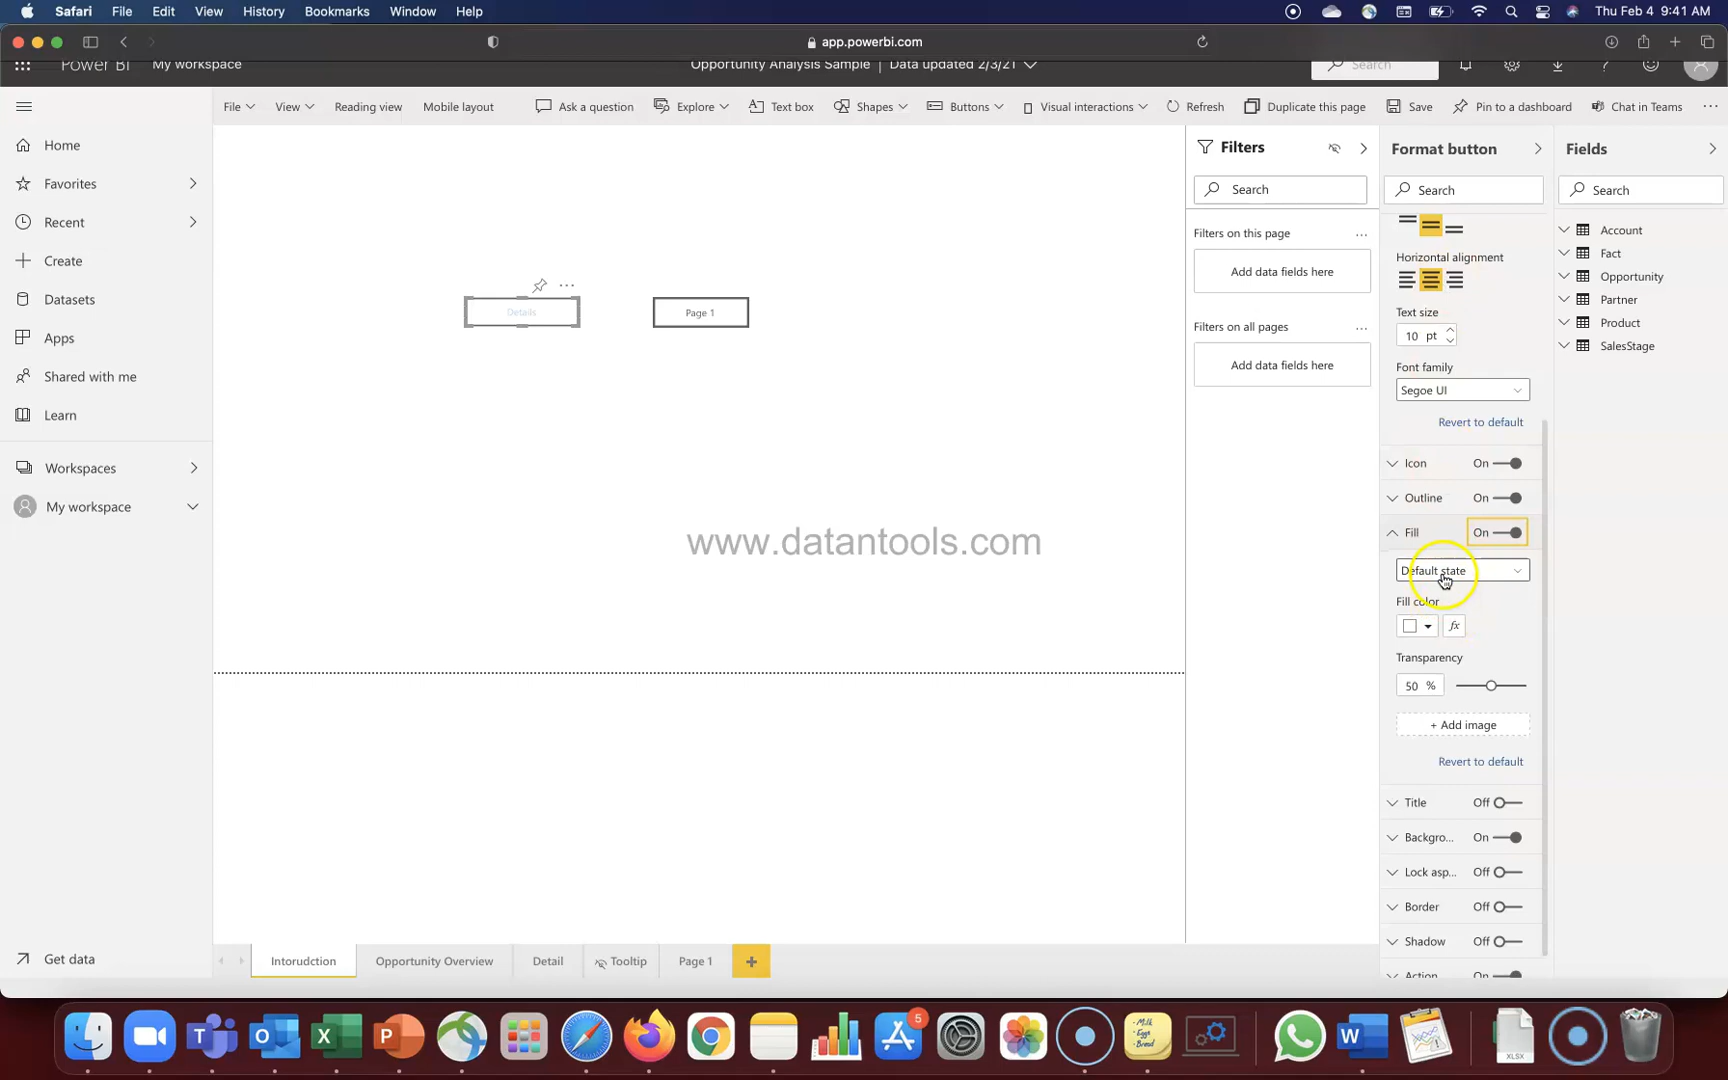 Safari File Edit View History Bookmarks Window Help Thu Feb 4 9:41 AM
app.powerbi.com
Power BI My workspace Opportunity Analysis Sample Data updated 2/3/21 Search
File View Reading view Mobile layout Ask a question Explore Text box Shapes Buttons Visual interactions Refresh Duplicate this page Save Pin to a dashboard Chat in Teams
Home
Favorites
Recent
Create
Datasets
Apps
Shared with me
Learn
Workspaces
My workspace
Get data
Details
Page 1
www.datantools.com
Filters
Search
Filters on this page
Add data fields here
Filters on all pages
Add data fields here
Format button
Search
Horizontal alignment
Text size
10 pt
Font family
Segoe UI
Revert to default
Icon On
Outline On
Fill On
Default state
Fill color
fx
Transparency
50 %
+ Add image
Revert to default
Title Off
Backgro... On
Lock asp... Off
Border Off
Shadow Off
Action On
Fields
Search
Account
Fact
Opportunity
Partner
Product
SalesStage
Intorudction Opportunity Overview Detail Tooltip Page 1
5
Milk
Eggs
Bread
XLSX